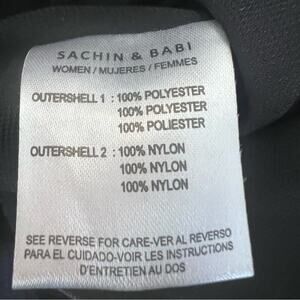 SACHIN & BABI
WOMEN / MUJERES / FEMMES
OUTERSHELL 1 : 100% POLYESTER
100% POLYESTER
100% POLIESTER
OUTERSHELL 2 : 100% NYLON
100% NYLON
100% NYLON
SEE REVERSE FOR CARE-VER AL REVERSO
PARA EL CUIDADO-VOIR LES INSTRUCTIONS
D'ENTRETIEN AU DOS